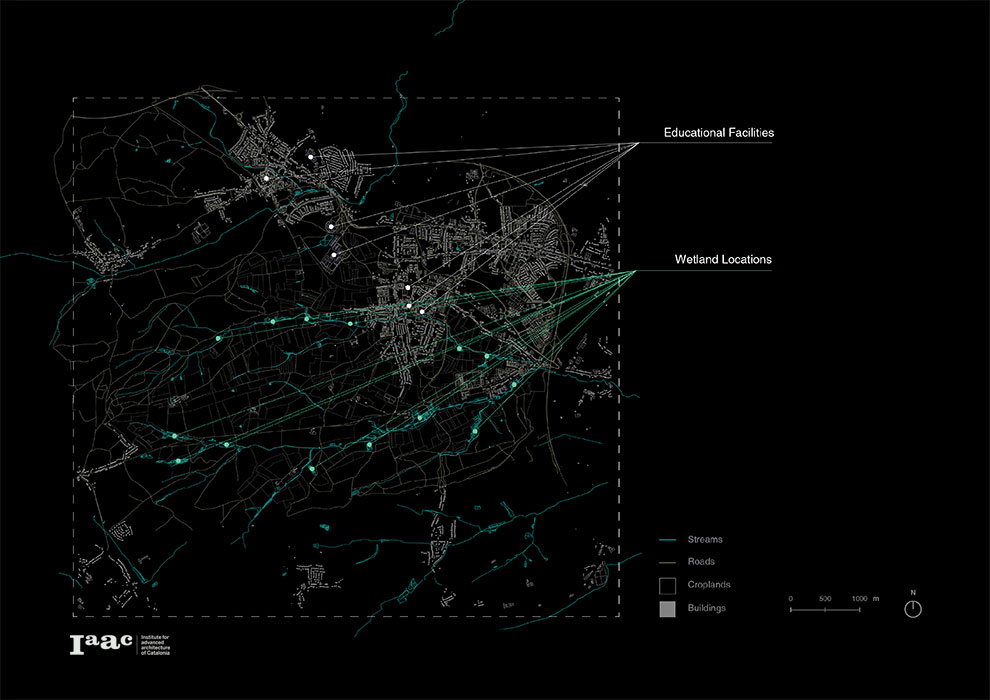 Educational Facilities
Wetland Locations
Streams
Roads
Croplands
Buildings
0 500 1000 m
N
Iaac
Institute for
advanced
architecture
of Catalonia